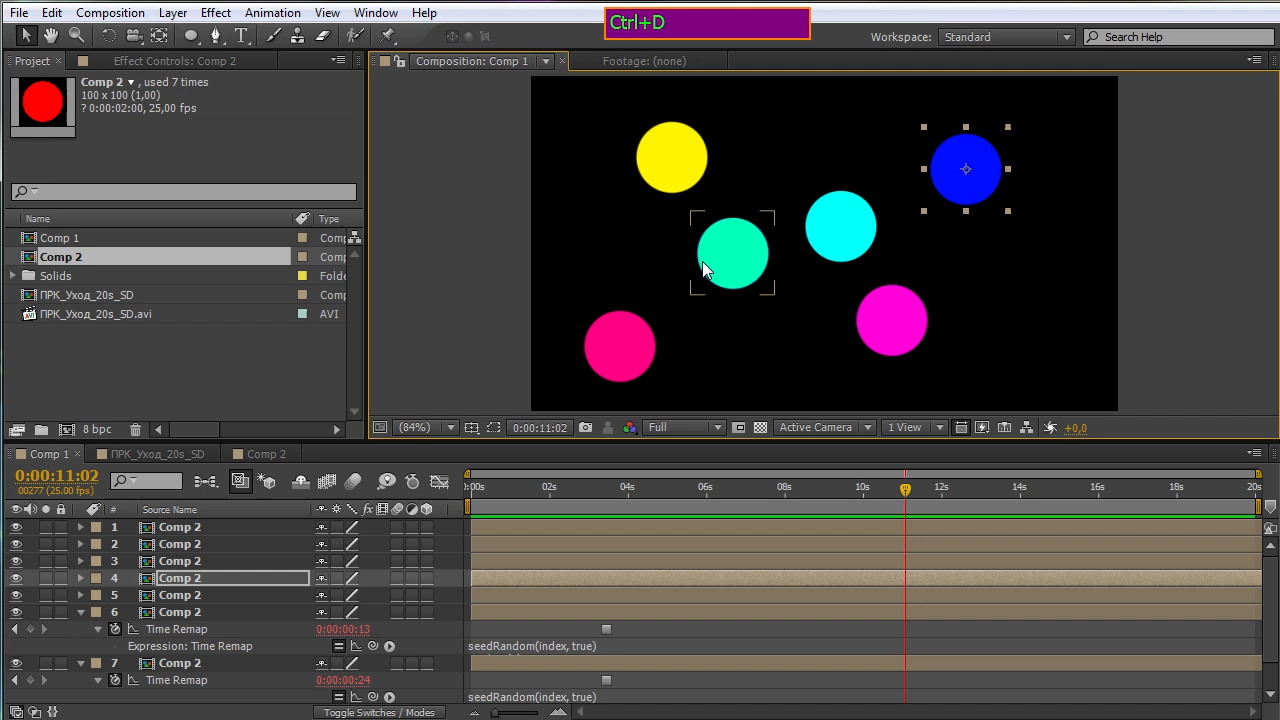 File Edit Composition Layer Effect Animation View Window Help
Ctrl+D
Workspace: Standard Search Help
Project Effect Controls: Comp 2 Composition: Comp 1 Footage: (none)
Comp 2 , used 7 times
100 x 100 (1,00)
? 0:00:02:00, 25,00 fps
Name Type
Comp 1 Comp
Comp 2 Comp
Solids Folde
ПРК_Уход_20s_SD Comp
ПРК_Уход_20s_SD.avi AVI
8 bpc
(84%) 0:00:11:02 Full Active Camera 1 View +0,0
Comp 1 ПРК_Уход_20s_SD Comp 2
0:00:11:02
00277 (25.00 fps)
):00s 02s 04s 06s 08s 10s 12s 14s 16s 18s 20s
# Source Name fx
1 Comp 2
2 Comp 2
3 Comp 2
4 Comp 2
5 Comp 2
6 Comp 2
Time Remap 0:00:00:13
Expression: Time Remap seedRandom(index, true)
7 Comp 2
Time Remap 0:00:00:24
seedRandom(index, true)
Toggle Switches / Modes